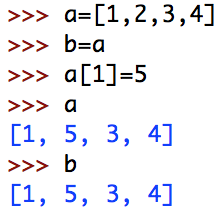 >>> a=[1,2,3,4]
>>> b=a
>>> a[1]=5
>>> a
[1, 5, 3, 4]
>>> b
[1, 5, 3, 4]